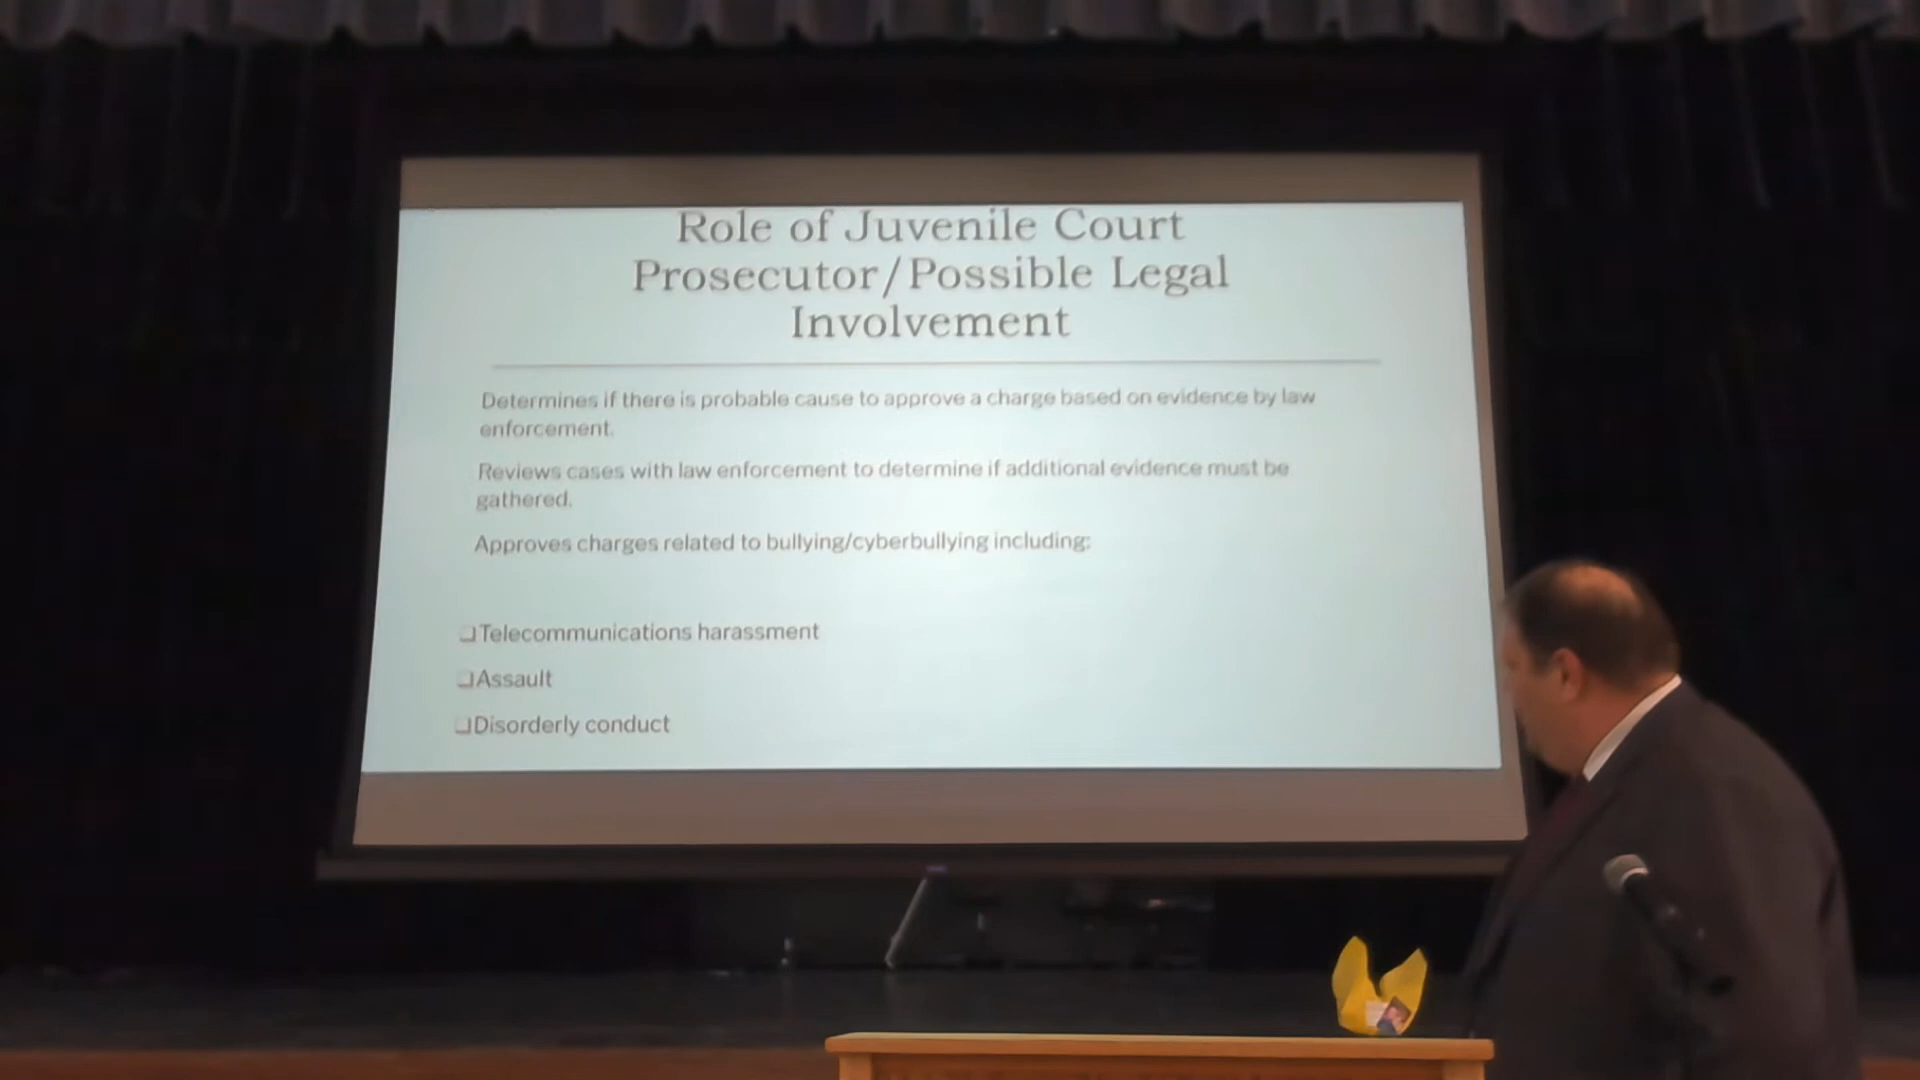 Role of Juvenile Court
Prosecutor/Possible Legal
Involvement
Determines if there is probable cause to approve a charge based on evidence by law
enforcement.
Reviews cases with law enforcement to determine if additional evidence must be
gathered.
Approves charges related to bullying/cyberbullying including:
❑Telecommunications harassment
❑Assault
❑Disorderly conduct